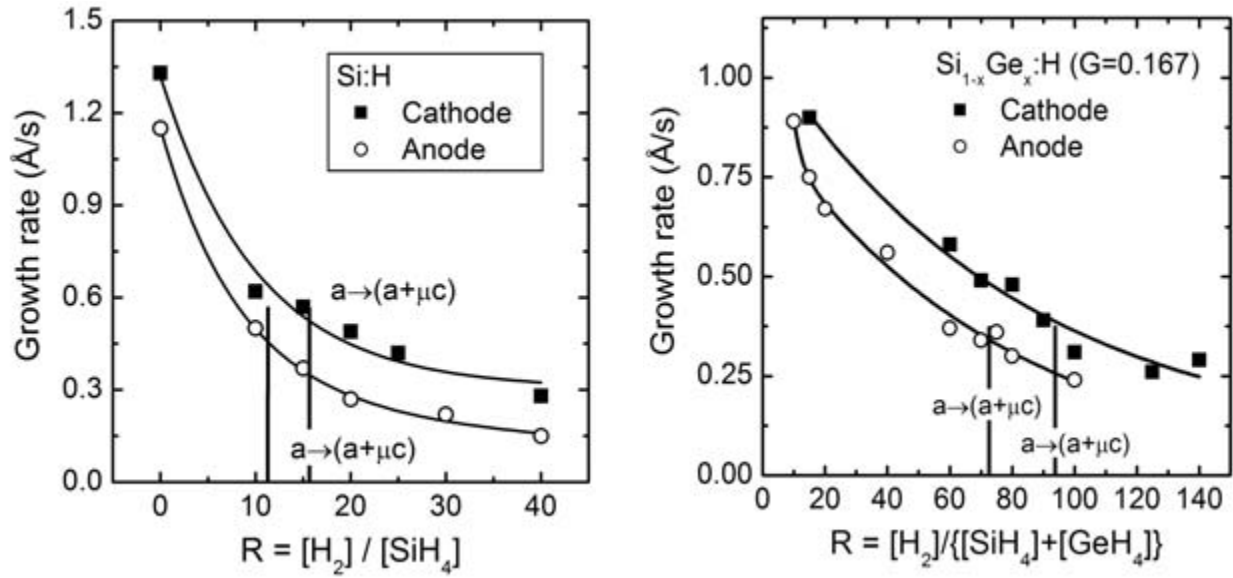 1.5
1.2
0.9
0.6
0.3
0.0
Growth rate (Å/s)
Si:H
Cathode
Anode
a→(a+μc)
a→(a+μc)
0 10 20 30 40
R = [H₂] / [SiH₄]
1.00
0.75
0.50
0.25
0.00
Growth rate (Å/s)
Si₁₋ₓGeₓ:H (G=0.167)
Cathode
Anode
a→(a+μc)
a→(a+μc)
0 20 40 60 80 100 120 140
R = [H₂]/{[SiH₄]+[GeH₄]}